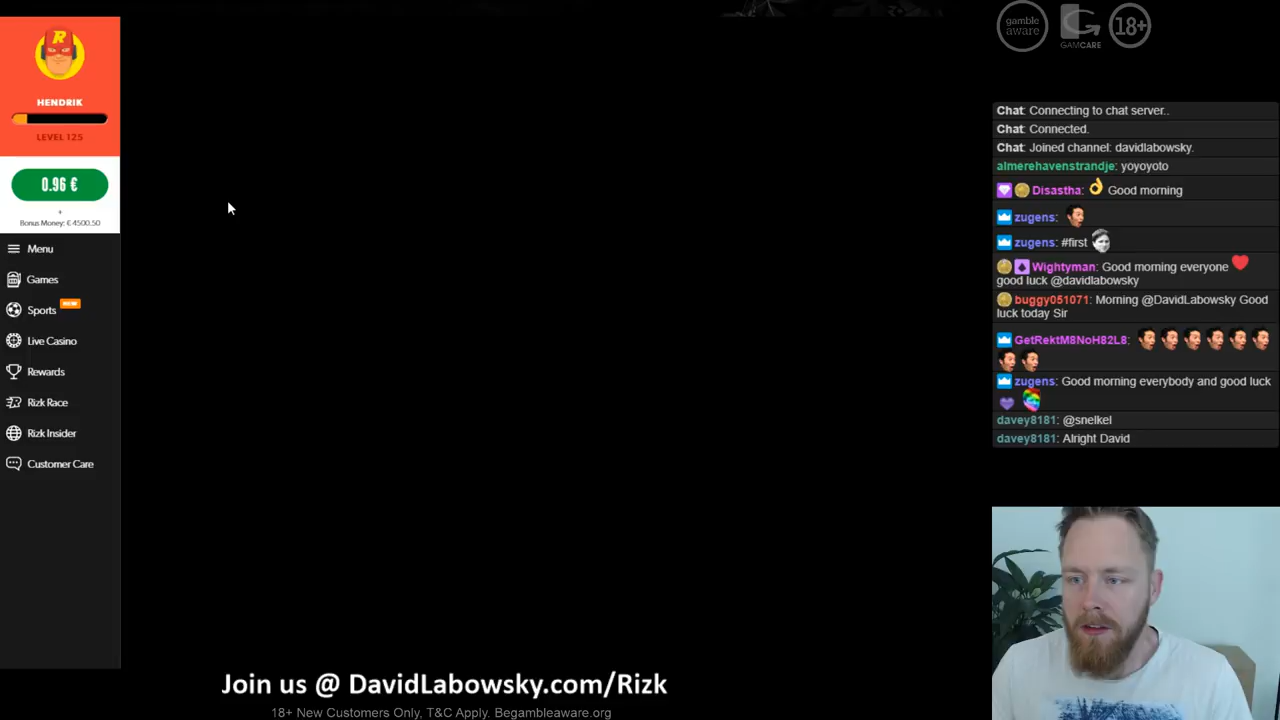 R
HENDRIK
LEVEL 125
0.96 €
+
Bonus Money: € 4500.50
Menu
Games
Sports NEW
Live Casino
Rewards
Rizk Race
Rizk Insider
Customer Care
gamble
aware
G
GAMCARE
18+
Chat: Connecting to chat server..
Chat: Connected.
Chat: Joined channel: davidlabowsky.
almerehavenstrandje: yoyoyoto
Disastha: Good morning
zugens:
zugens: #first
Wightyman: Good morning everyone
good luck @davidlabowsky
buggy051071: Morning @DavidLabowsky Good
luck today Sir
GetRektM8NoH82L8:
zugens: Good morning everybody and good luck
davey8181: @snelkel
davey8181: Alright David
Join us @ DavidLabowsky.com/Rizk
18+ New Customers Only, T&C Apply. Begambleaware.org